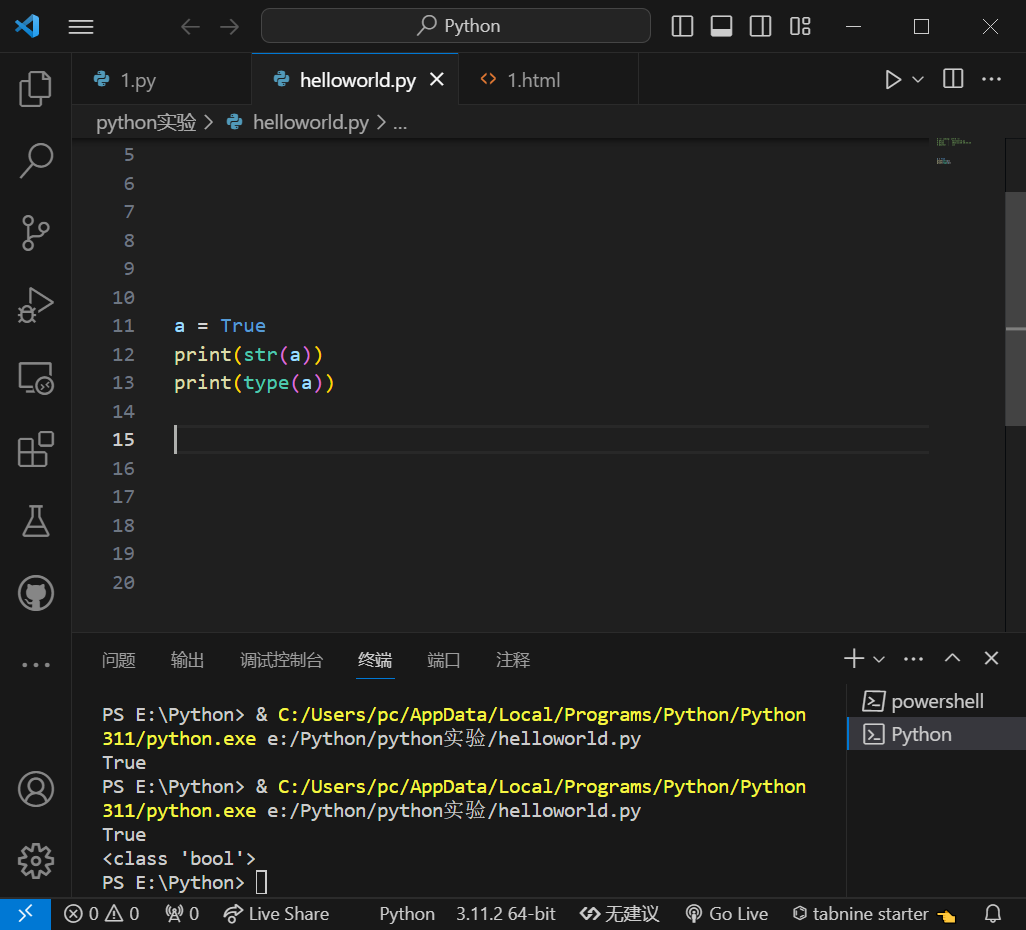 Python
1.py
helloworld.py
1.html
python实验 > helloworld.py > ...
5
6
7
8
9
10
11 a = True
12 print(str(a))
13 print(type(a))
14
15
16
17
18
19
20
问题 输出 调试控制台 终端 端口 注释
PS E:\Python> & C:/Users/pc/AppData/Local/Programs/Python/Python
311/python.exe e:/Python/python实验/helloworld.py
True
PS E:\Python> & C:/Users/pc/AppData/Local/Programs/Python/Python
311/python.exe e:/Python/python实验/helloworld.py
True
<class 'bool'>
PS E:\Python>
powershell
Python
0 0 0 Live Share Python 3.11.2 64-bit 无建议 Go Live tabnine starter